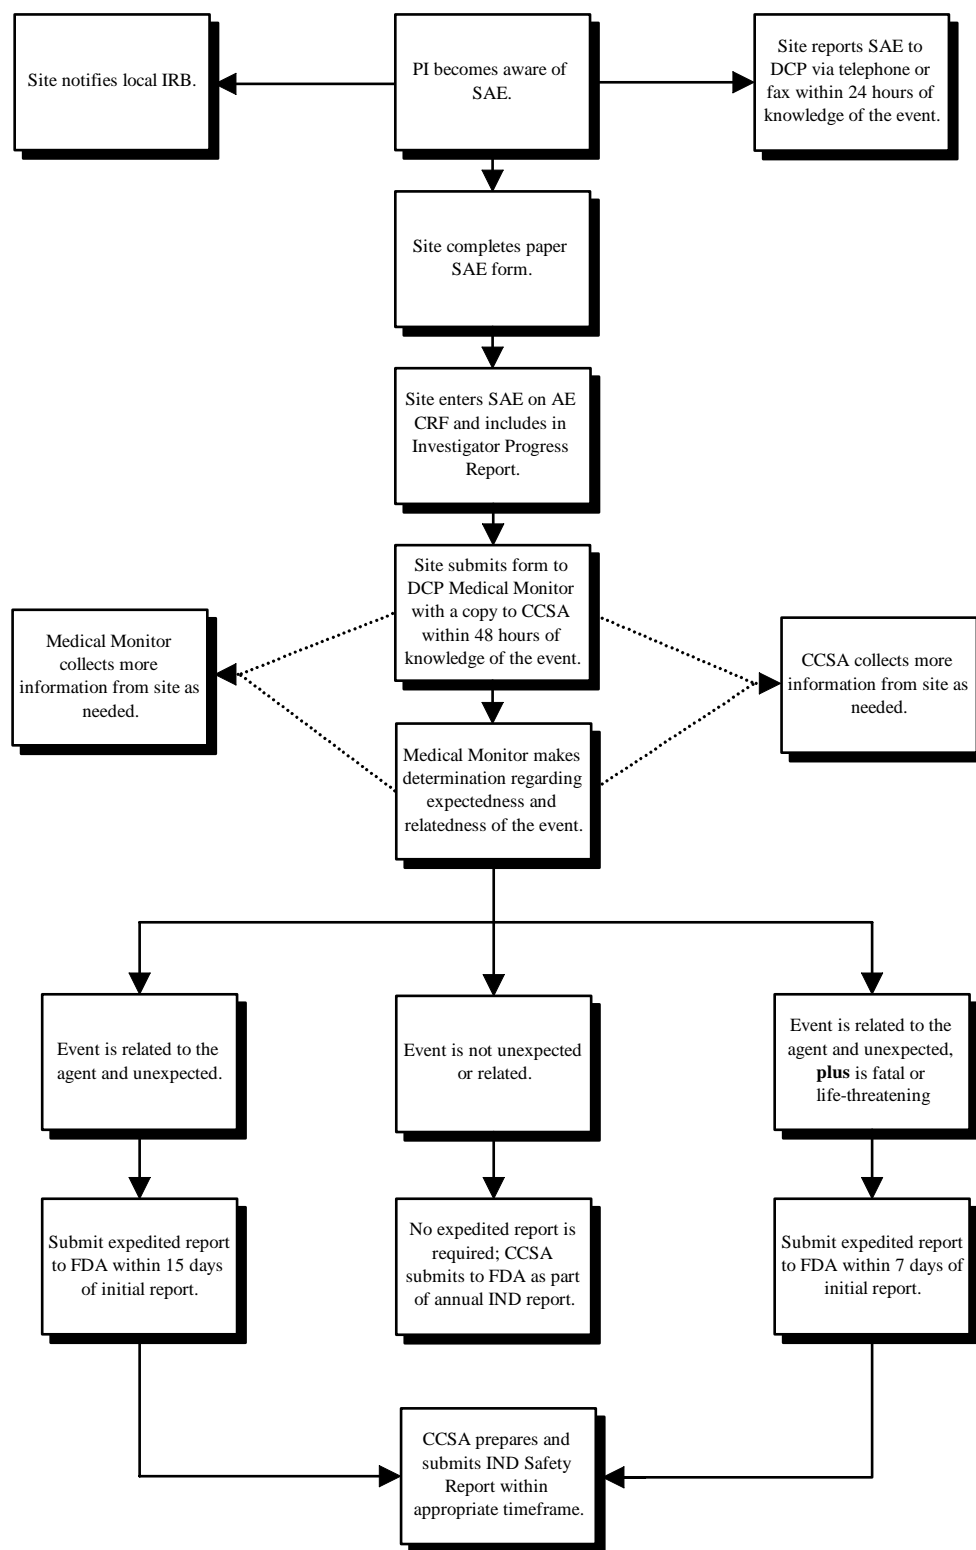 Site notifies local IRB.
PI becomes aware of
SAE.
Site reports SAE to
DCP via telephone or
fax within 24 hours of
knowledge of the event.
Site completes paper
SAE form.
Site enters SAE on AE
CRF and includes in
Investigator Progress
Report.
Site submits form to
DCP Medical Monitor
with a copy to CCSA
within 48 hours of
knowledge of the event.
Medical Monitor
collects more
information from site as
needed.
CCSA collects more
information from site as
needed.
Medical Monitor makes
determination regarding
expectedness and
relatedness of the event.
Event is related to the
agent and unexpected.
Event is not unexpected
or related.
Event is related to the
agent and unexpected,
plus is fatal or
life-threatening
Submit expedited report
to FDA within 15 days
of initial report.
No expedited report is
required; CCSA
submits to FDA as part
of annual IND report.
Submit expedited report
to FDA within 7 days of
initial report.
CCSA prepares and
submits IND Safety
Report within
appropriate timeframe.